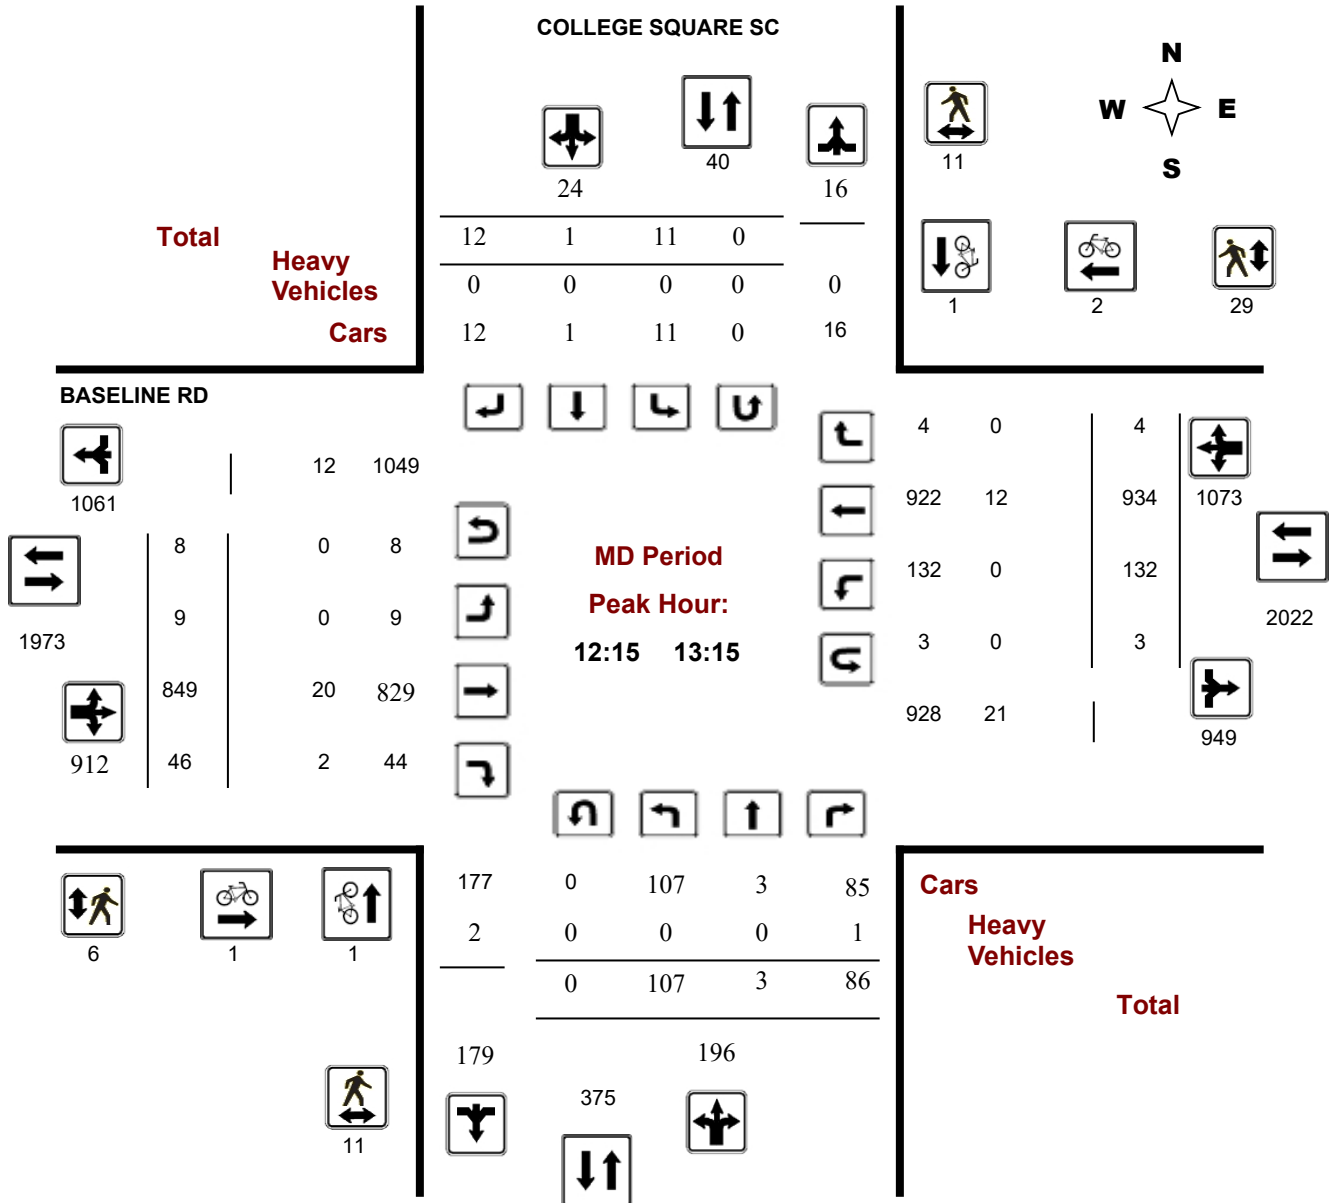 COLLEGE SQUARE SC
N
W E
S
40
11
24 16
Total 12 1 11 0
Heavy
Vehicles 0 0 0 0 0
1 2 29
Cars 12 1 11 0 16
BASELINE RD
4 0 4
12 1049
1061
922 12 934 1073
8 0 8
MD Period
132 0 132
9 0 9
Peak Hour:
2022
1973
12:15 13:15
3 0 3
849 20 829
928 21
949
912 46 2 44
177 0 107 3 85
Cars
2 0 0 0 1
Heavy
Vehicles
6 1 1
0 107 3 86
Total
179 196
375
11